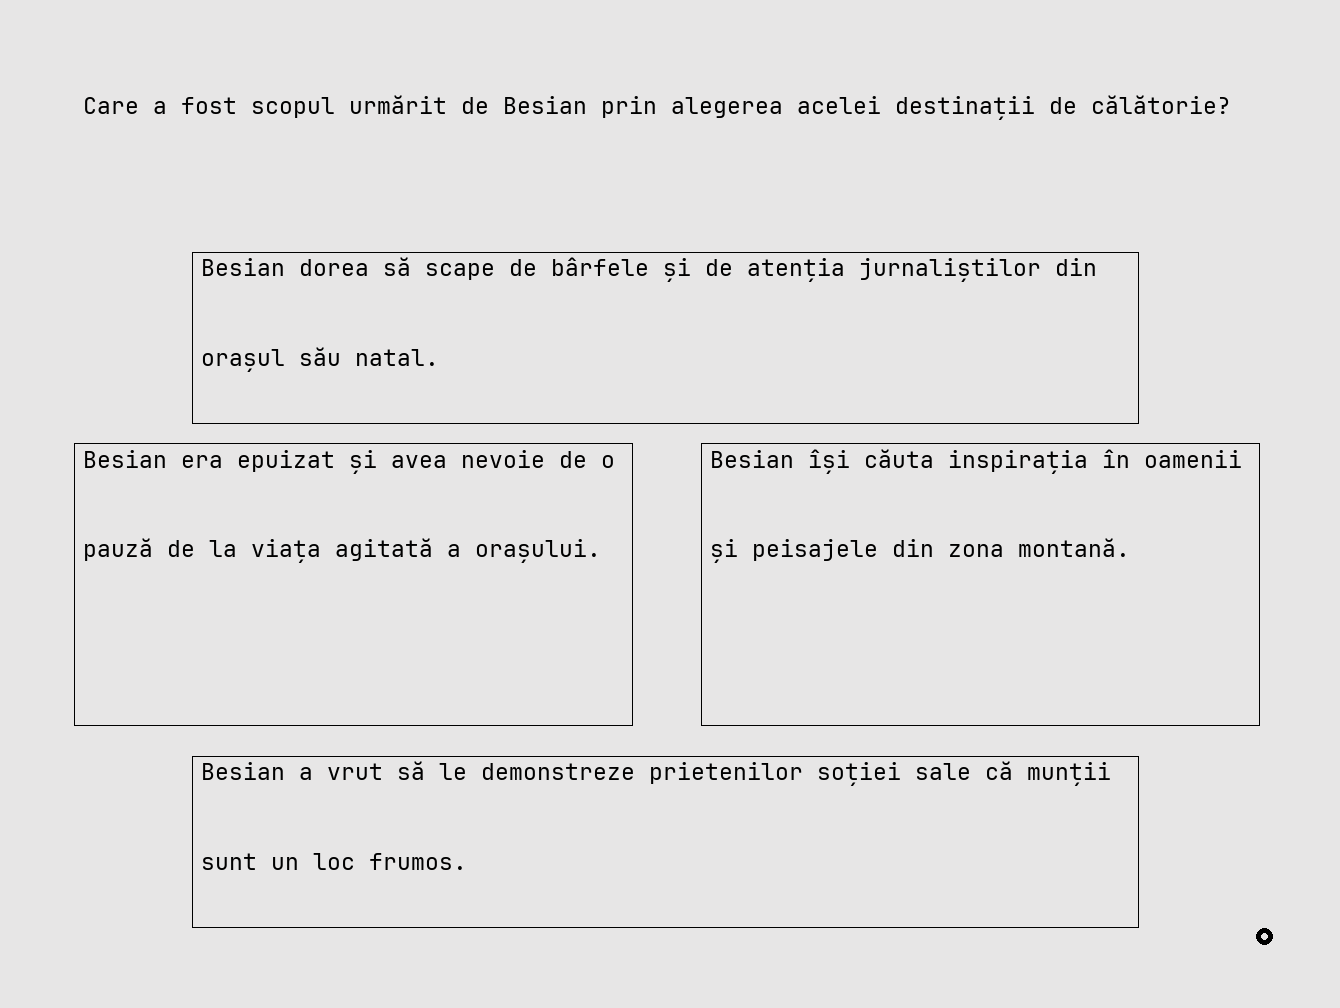 Care a fost scopul urmărit de Besian prin alegerea acelei destinații de călătorie?
Besian dorea să scape de bârfele și de atenția jurnaliștilor din
orașul său natal.
Besian era epuizat și avea nevoie de o
pauză de la viața agitată a orașului.
Besian își căuta inspirația în oamenii
și peisajele din zona montană.
Besian a vrut să le demonstreze prietenilor soției sale că munții
sunt un loc frumos.